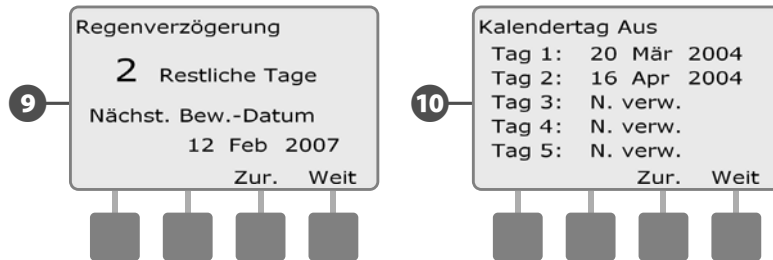 Regenverzögerung
2 Restliche Tage
Nächst. Bew.-Datum
12 Feb 2007
Zur. Weit
9
Kalendertag Aus
Tag 1: 20 Mär 2004
Tag 2: 16 Apr 2004
Tag 3: N. verw.
Tag 4: N. verw.
Tag 5: N. verw.
Zur. Weit
10